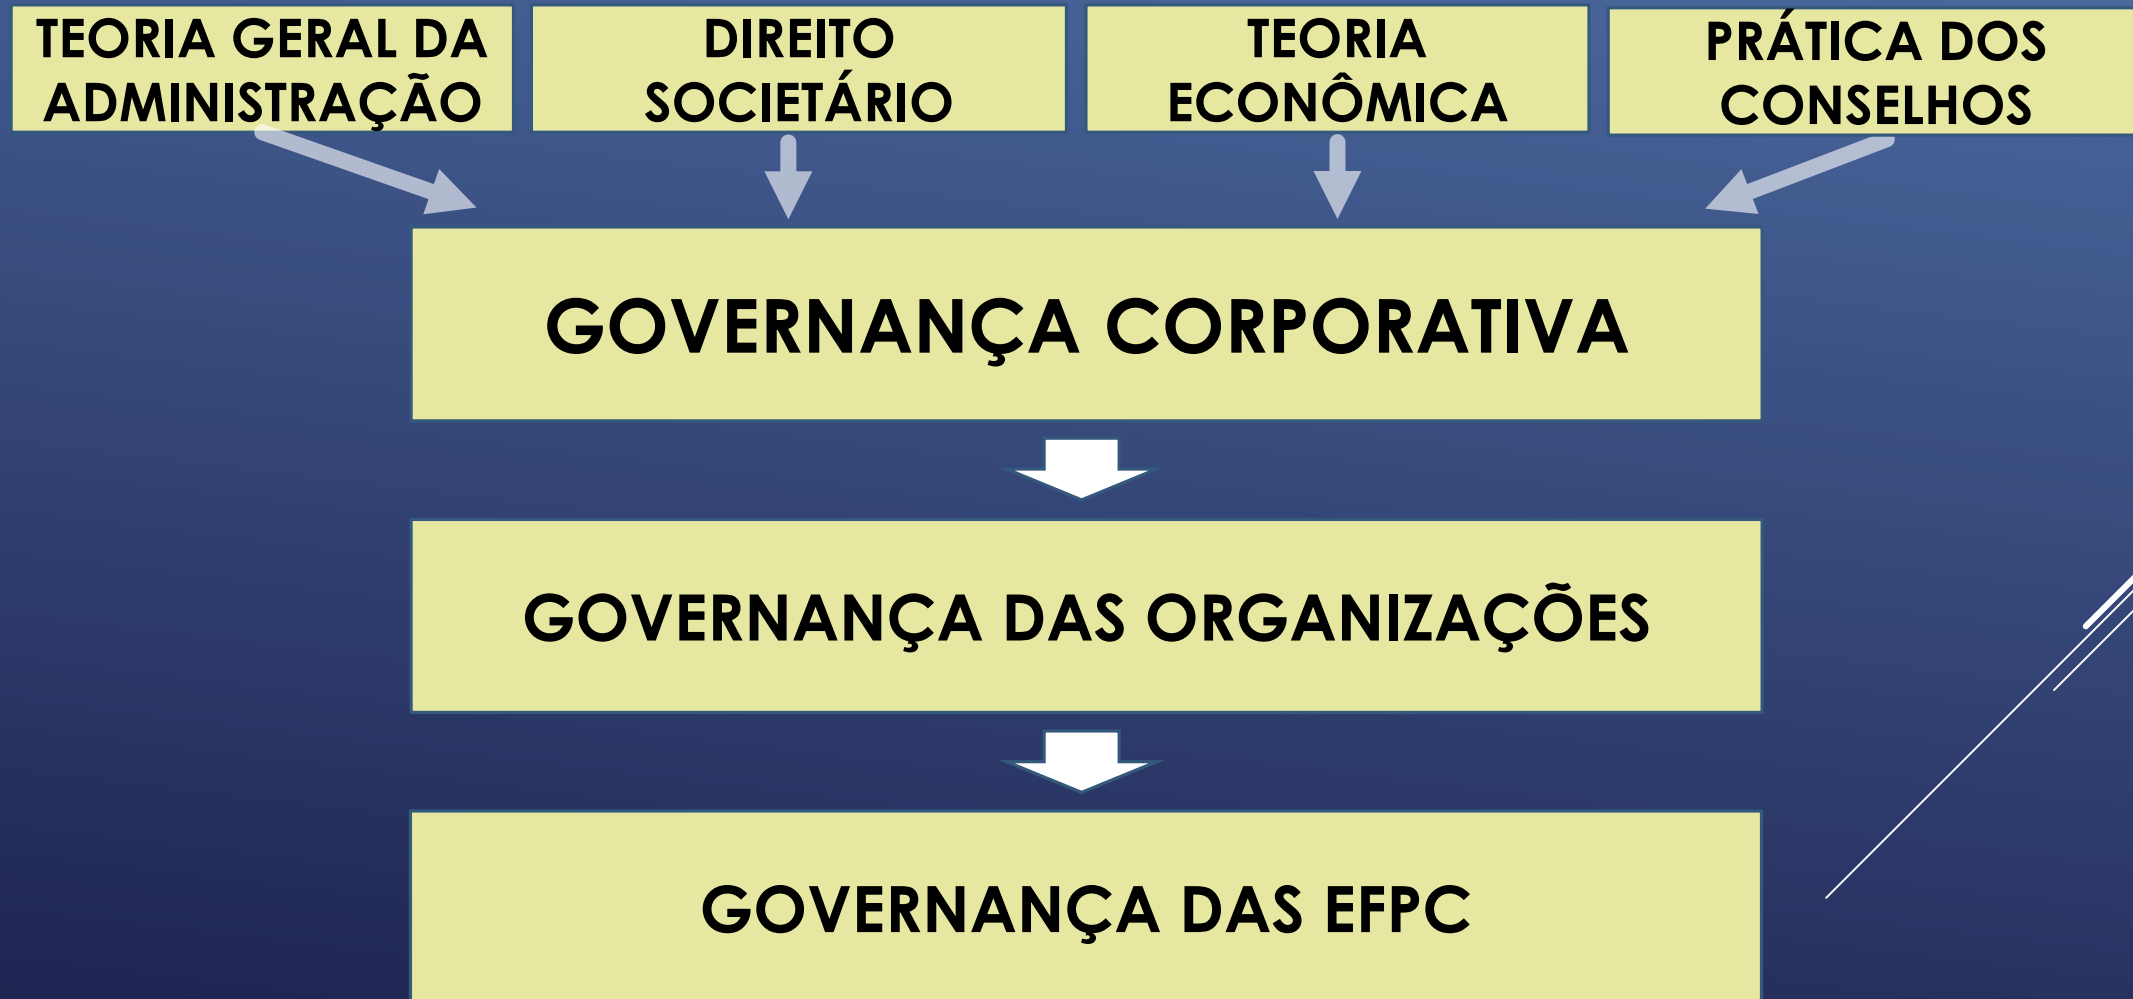 TEORIA GERAL DA
ADMINISTRAÇÃO
DIREITO
SOCIETÁRIO
TEORIA
ECONÔMICA
PRÁTICA DOS
CONSELHOS
GOVERNANÇA CORPORATIVA
GOVERNANÇA DAS ORGANIZAÇÕES
GOVERNANÇA DAS EFPC